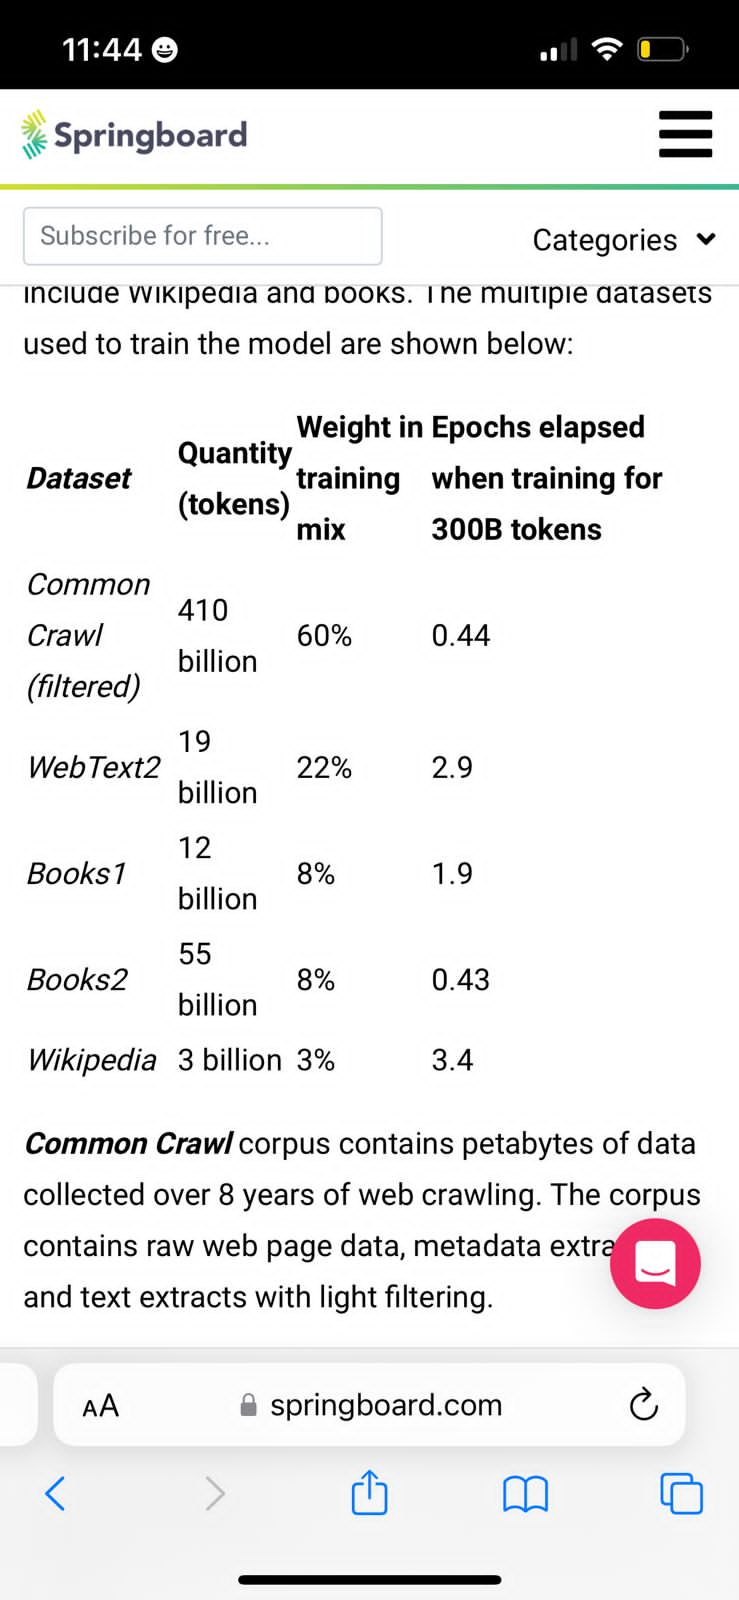 11:44
Springboard
Subscribe for free...
Categories
include Wikipedia and books. The multiple datasets
used to train the model are shown below:
Dataset
Quantity
(tokens)
Weight in
training
mix
Epochs elapsed
when training for
300B tokens
Common
Crawl
(filtered)
410
billion
60%
0.44
WebText2
19
billion
22%
2.9
Books1
12
billion
8%
1.9
Books2
55
billion
8%
0.43
Wikipedia
3 billion
3%
3.4
Common Crawl corpus contains petabytes of data
collected over 8 years of web crawling. The corpus
contains raw web page data, metadata extra
and text extracts with light filtering.
AA
springboard.com